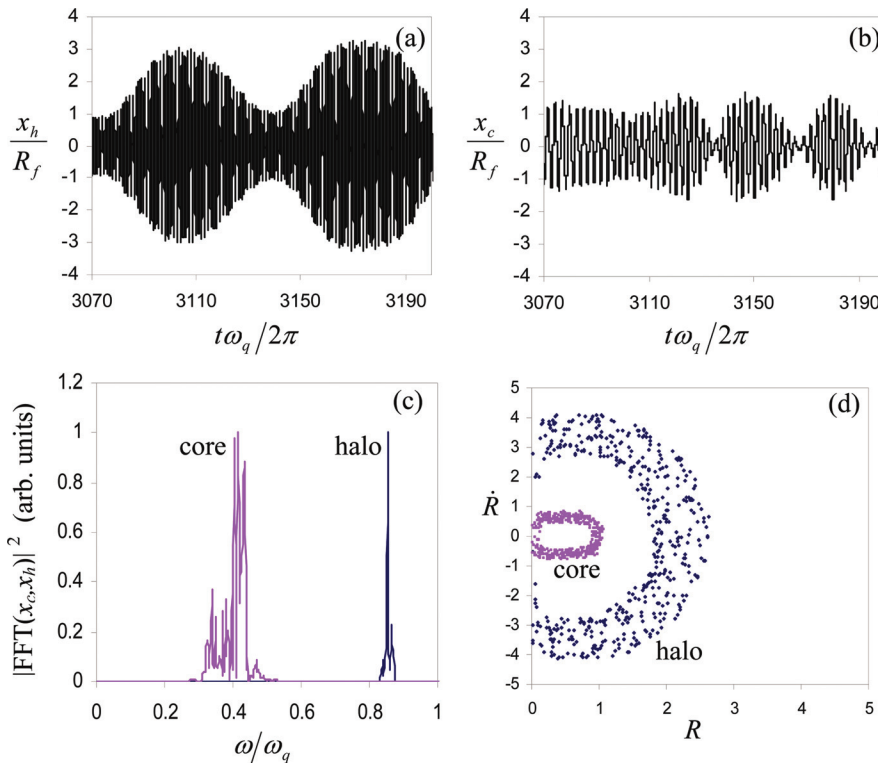 4
3
2
1
0
-1
-2
-3
-4
x_h
R_f
(a)
3070 3110 3150 3190
tω_q/2π
4
3
2
1
0
-1
-2
-3
-4
x_c
R_f
(b)
3070 3110 3150 3190
tω_q/2π
1.2
1
0.8
0.6
0.4
0.2
0
|FFT(x_c,x_h)|² (arb. units)
(c)
core
halo
0 0.2 0.4 0.6 0.8 1
ω/ω_q
5
4
3
2
1
0
-1
-2
-3
-4
-5
Ṙ
(d)
core
halo
0 1 2 3 4 5
R